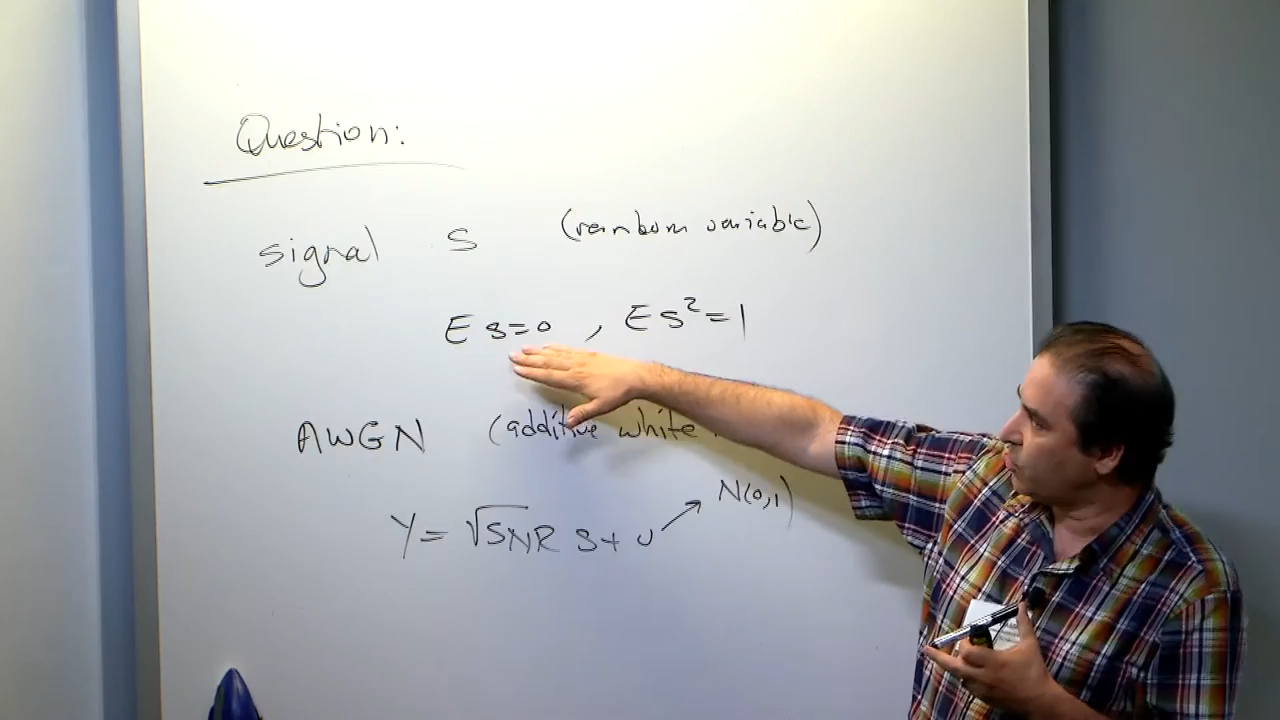 Question:
signal S (random variable)
E S=0 , E S²=1
AWGN (additive white
N(0,1)
Y= √SNR S+ υ